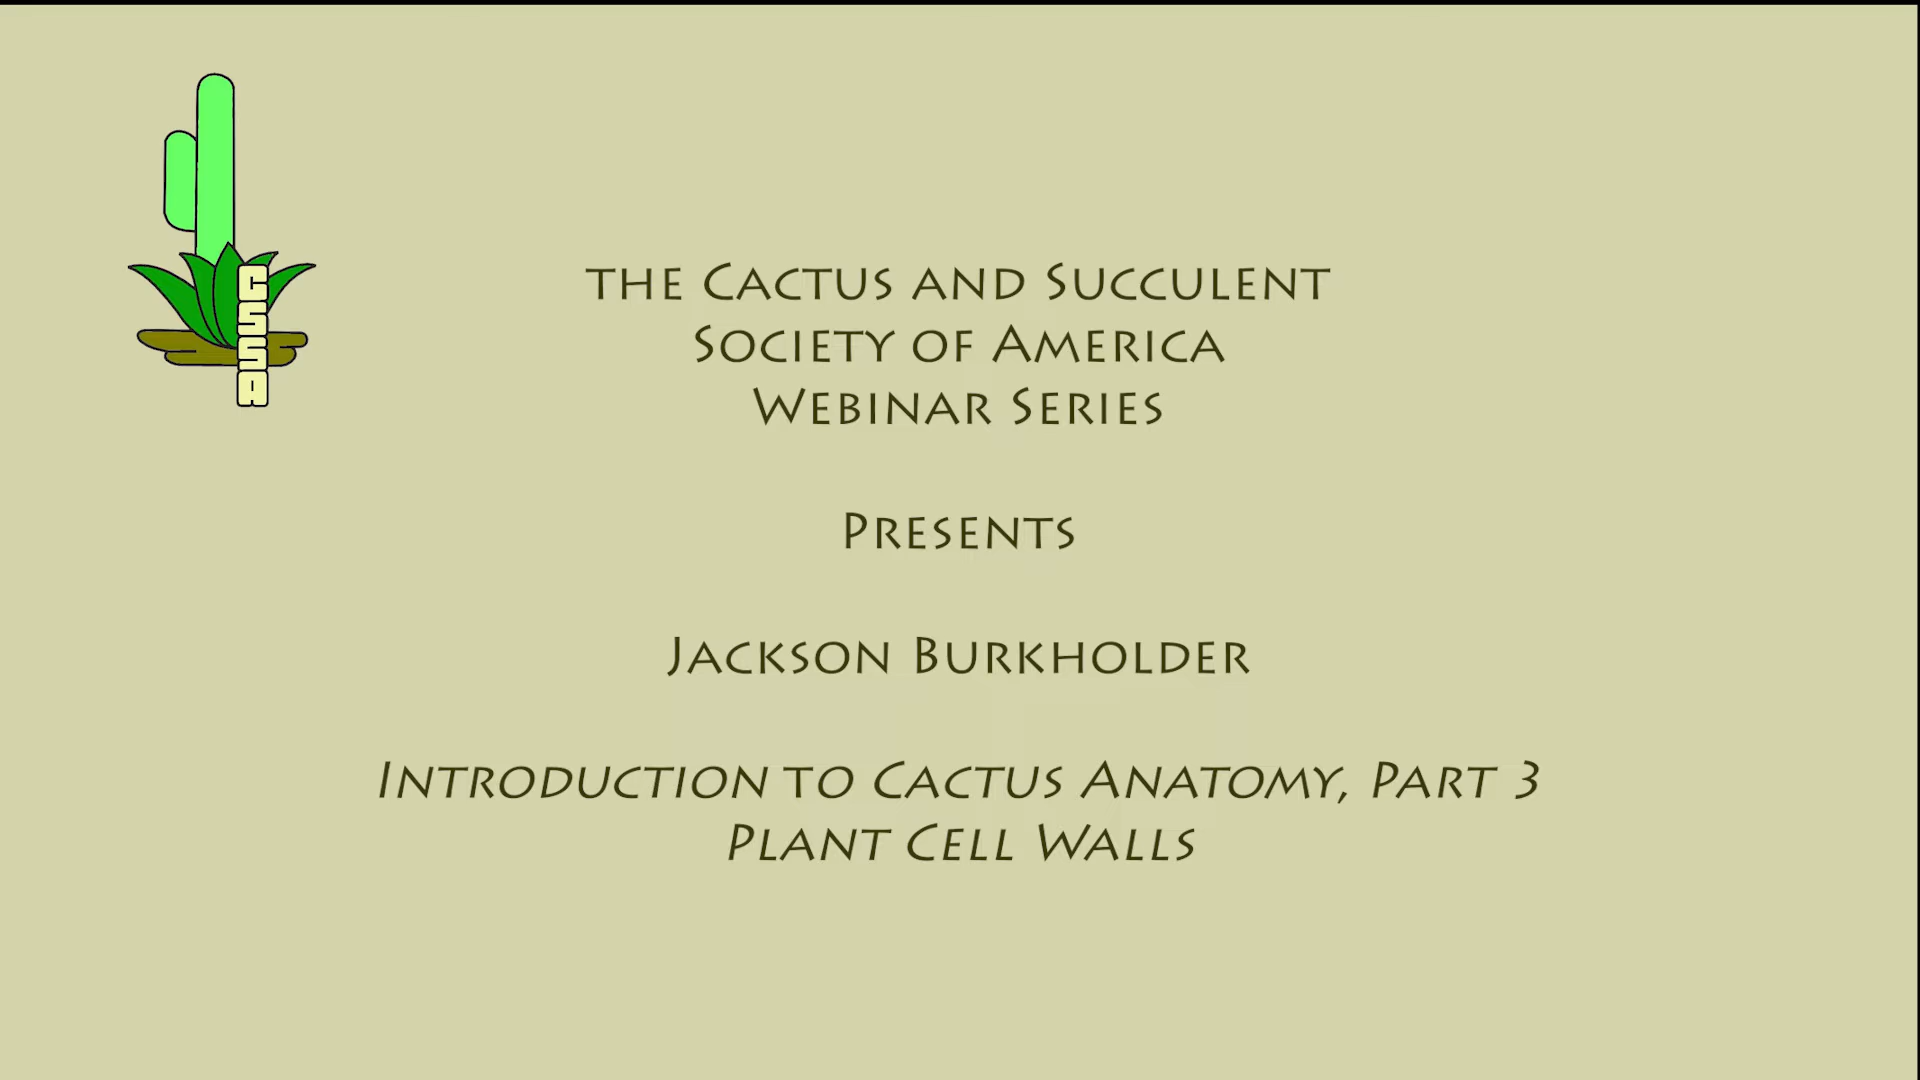 CSSA
the Cactus and Succulent
Society of America
Webinar Series
Presents
Jackson Burkholder
Introduction to Cactus Anatomy, Part 3
Plant Cell Walls